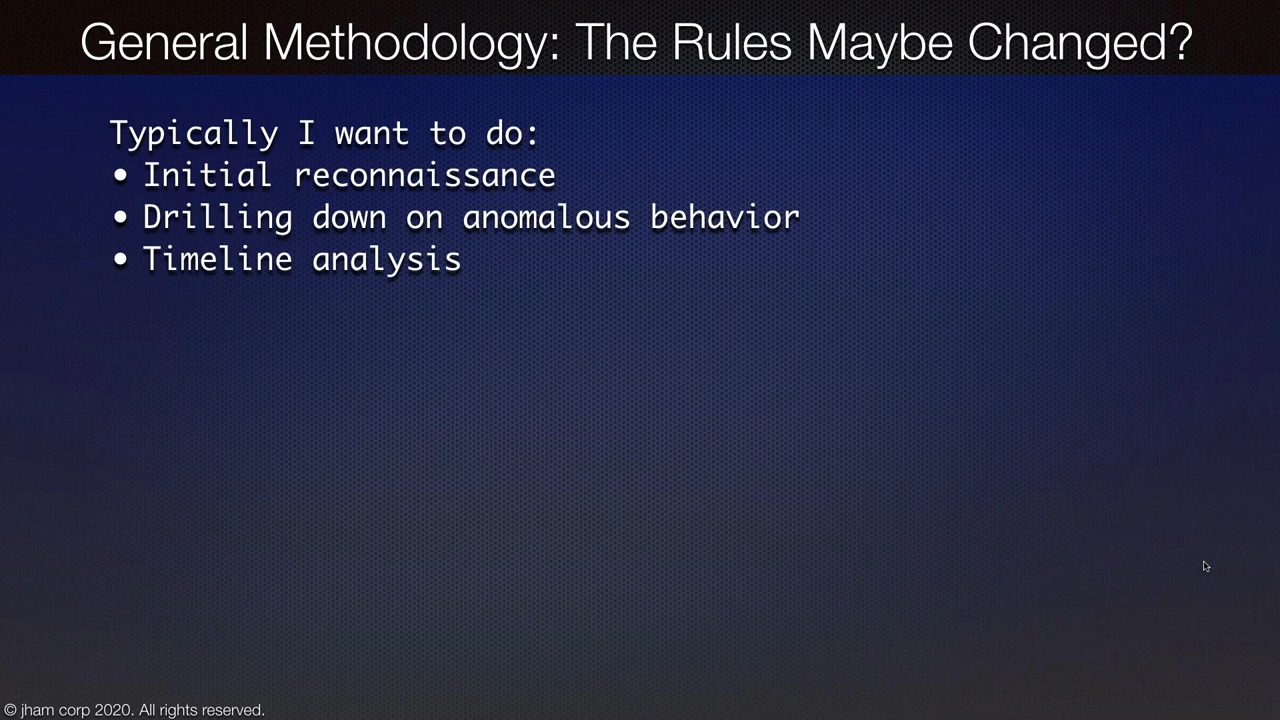 General Methodology: The Rules Maybe Changed?
Typically I want to do:
• Initial reconnaissance
• Drilling down on anomalous behavior
• Timeline analysis
© jham corp 2020. All rights reserved.